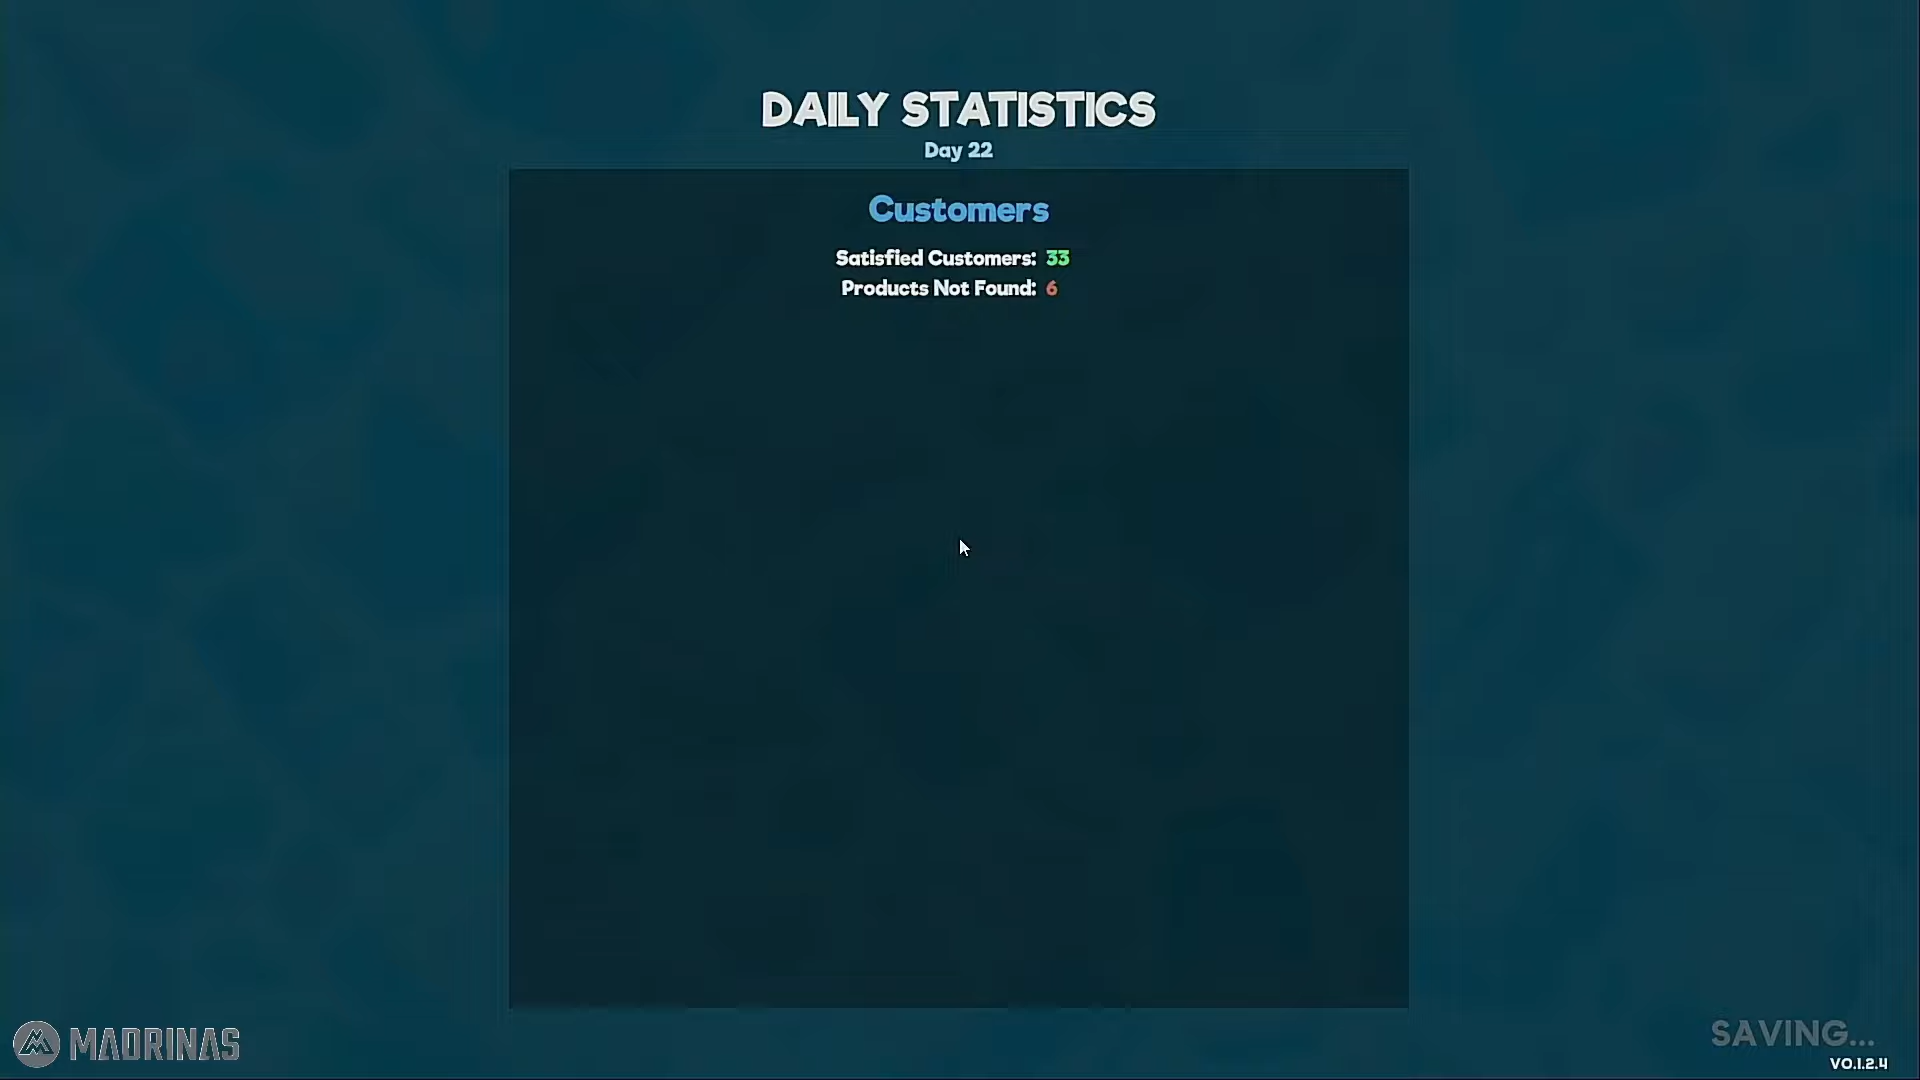 DAILY STATISTICS
Day 22
Customers
Satisfied Customers: 33
Products Not Found: 6
MADRINAS
SAVING...
V0.1.2.4